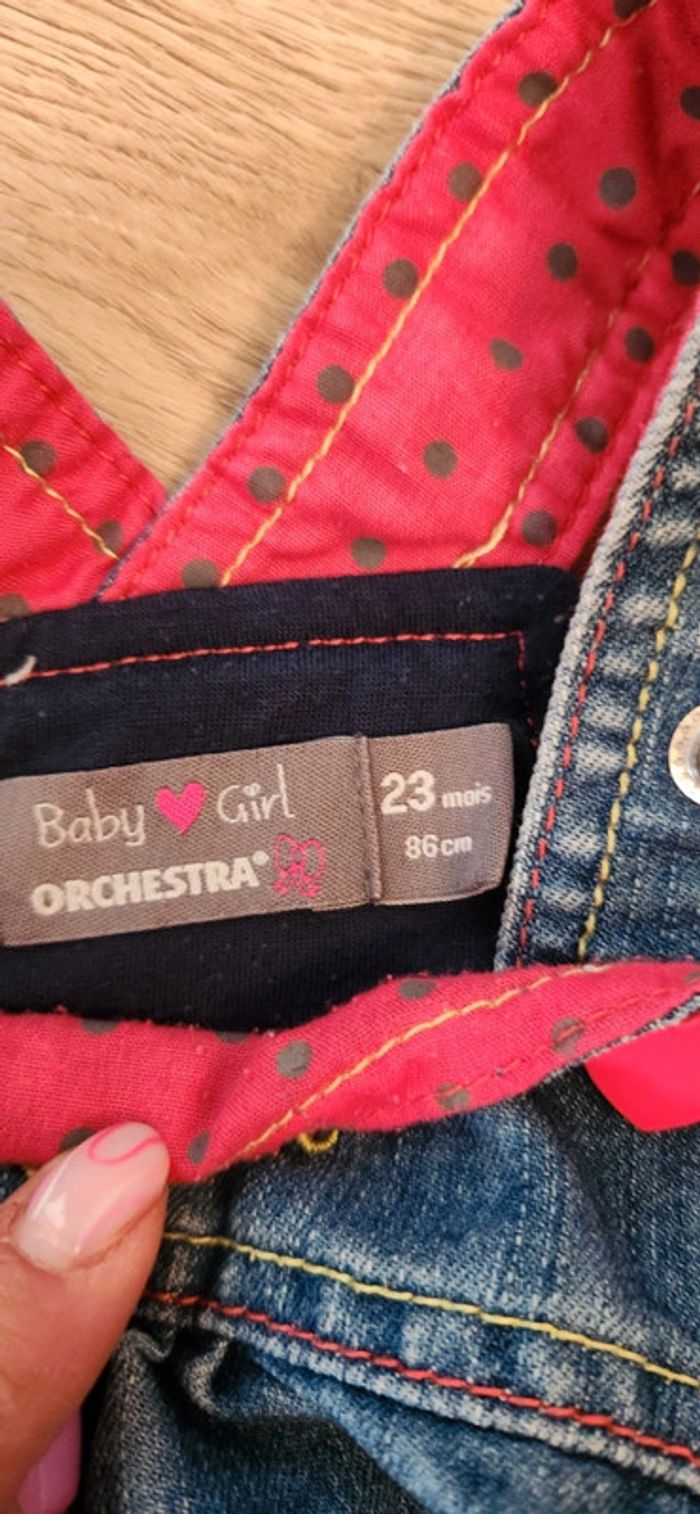 Baby Girl
ORCHESTRA®
23 mois
86cm